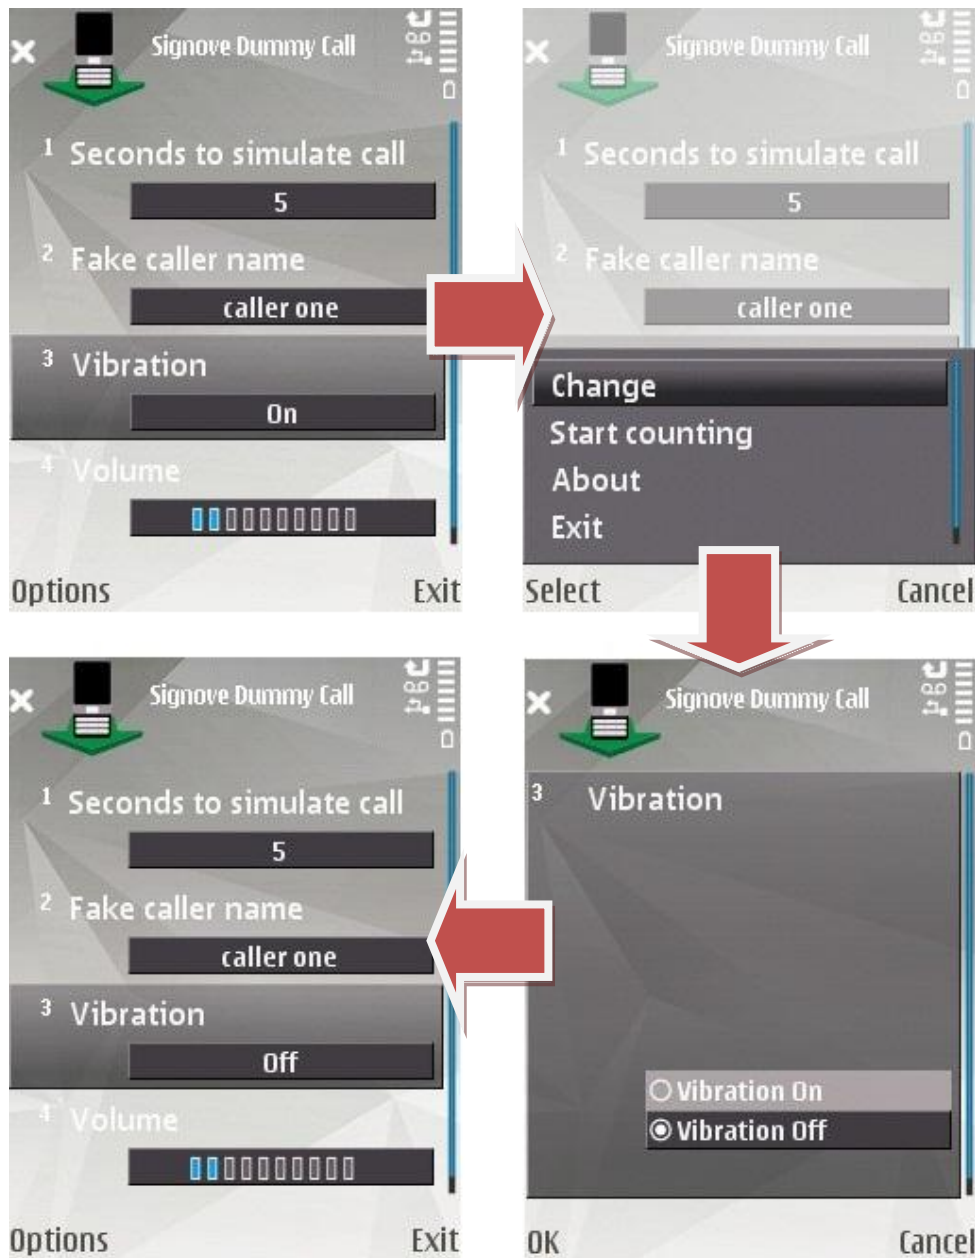 Signove Dummy Call
1 Seconds to simulate call
5
2 Fake caller name
caller one
3 Vibration
On
4 Volume
Options Exit
Signove Dummy Call
1 Seconds to simulate call
5
2 Fake caller name
caller one
Change
Start counting
About
Exit
Select Cancel
Signove Dummy Call
1 Seconds to simulate call
5
2 Fake caller name
caller one
3 Vibration
Off
4 Volume
Options Exit
Signove Dummy Call
3 Vibration
Vibration On
Vibration Off
OK Cancel